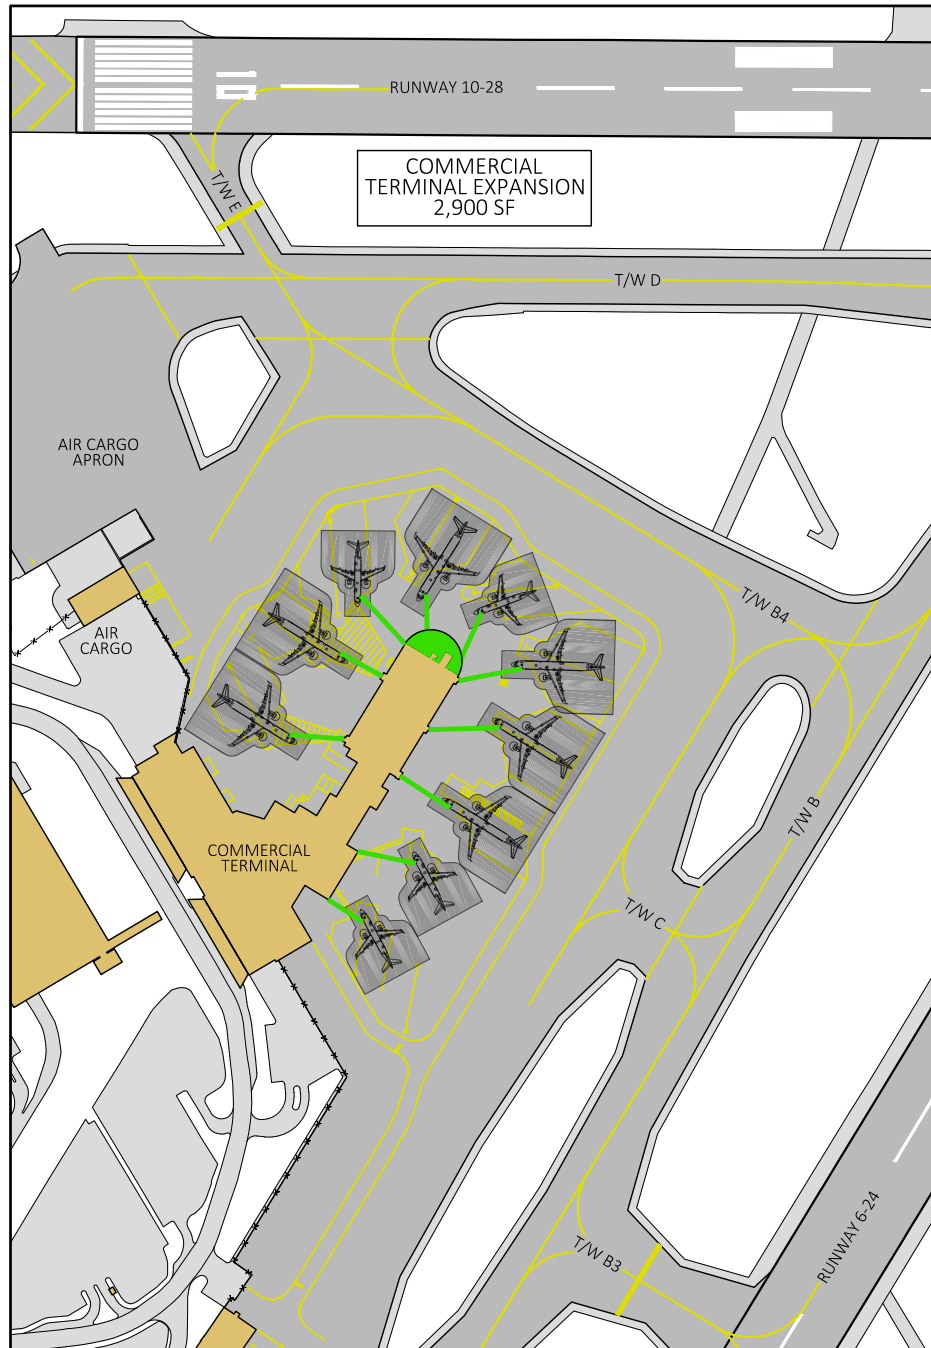 RUNWAY 10-28
COMMERCIAL
TERMINAL EXPANSION
2,900 SF
T/W E
T/W D
AIR CARGO
APRON
T/W B4
AIR
CARGO
T/W B
COMMERCIAL
TERMINAL
T/W C
RUNWAY 6-24
T/W B3